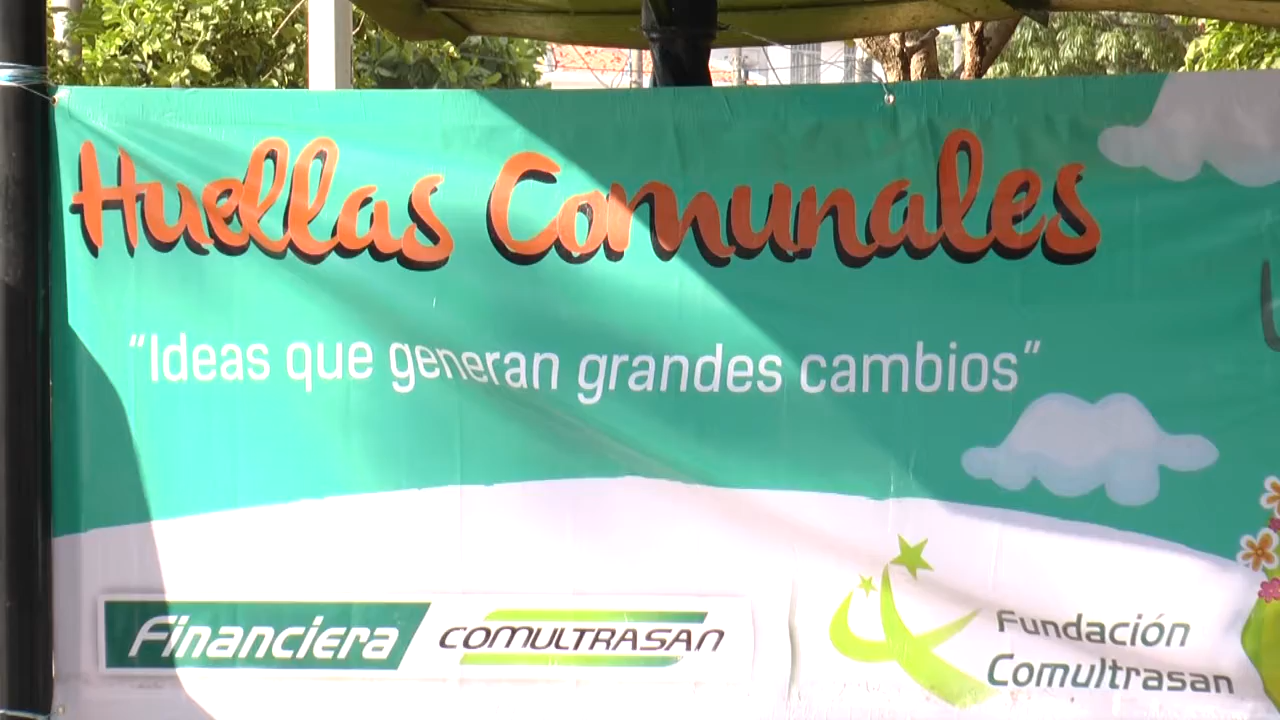 Huellas Comunales
"Ideas que generan grandes cambios"
Financiera COMULTRASAN
Fundación
Comultrasan